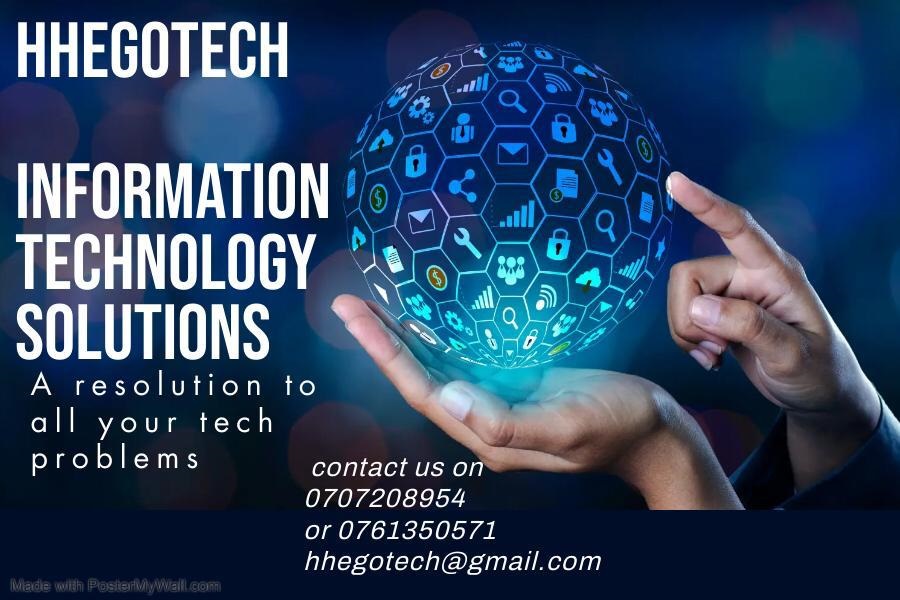 HHEGOTECH
INFORMATION
TECHNOLOGY
SOLUTIONS
A resolution to
all your tech
problems
contact us on
0707208954
or 0761350571
hhegotech@gmail.com
Made with PosterMyWall.com